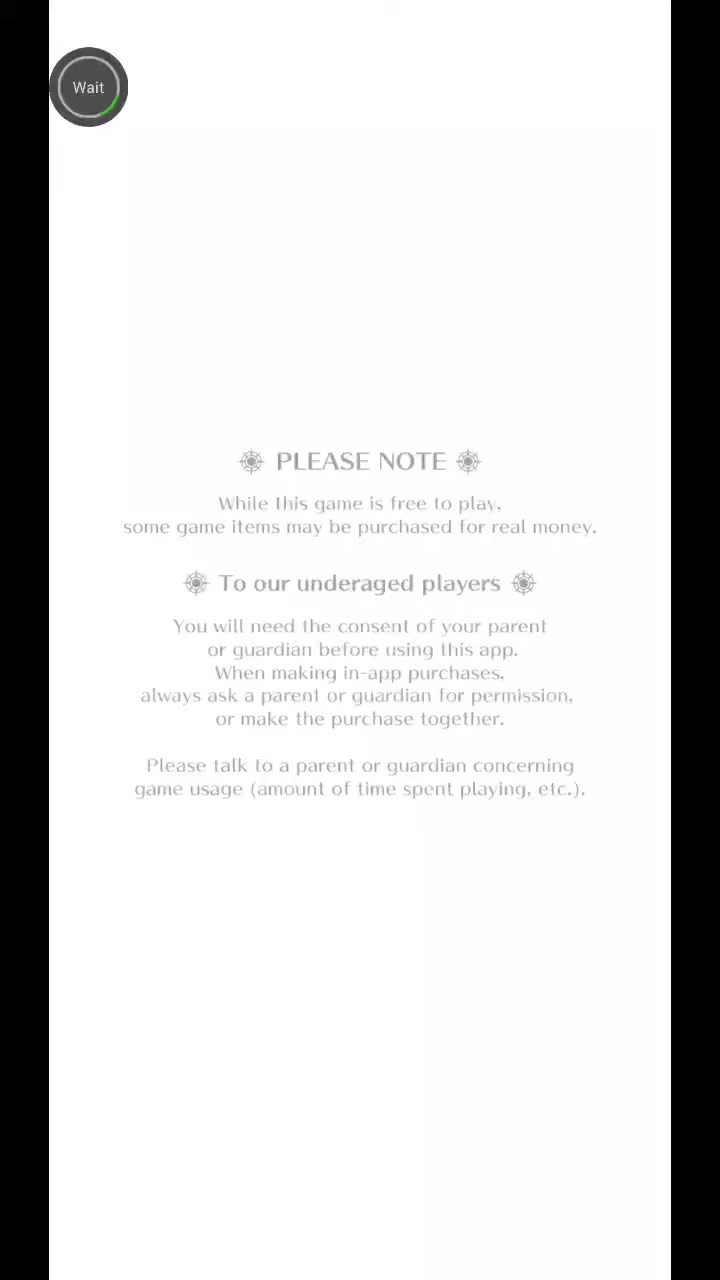 Wait
PLEASE NOTE
While this game is free to play,
some game items may be purchased for real money.
To our underaged players
You will need the consent of your parent
or guardian before using this app.
When making in-app purchases,
always ask a parent or guardian for permission,
or make the purchase together.
Please talk to a parent or guardian concerning
game usage (amount of time spent playing, etc.).